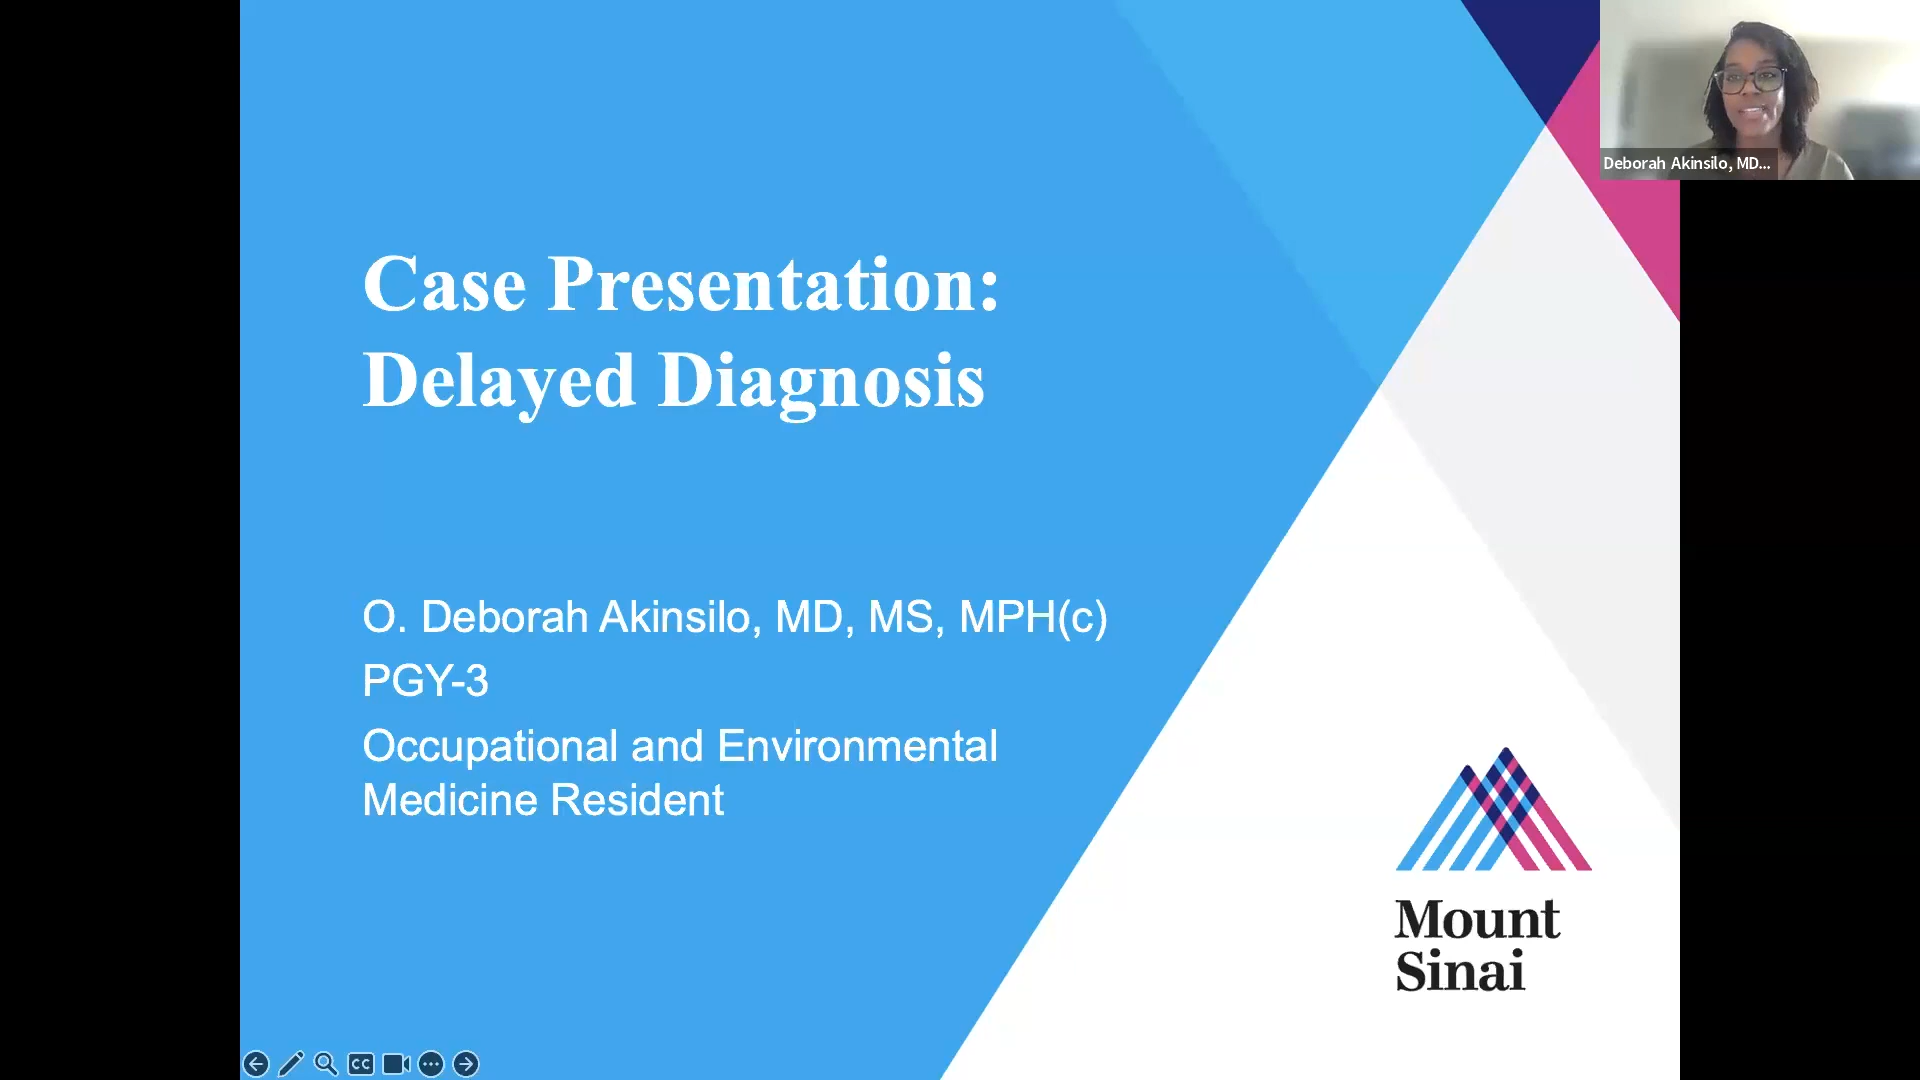 Deborah Akinsilo, MD...
Case Presentation:
Delayed Diagnosis
O. Deborah Akinsilo, MD, MS, MPH(c)
PGY-3
Occupational and Environmental
Medicine Resident
Mount
Sinai
CC